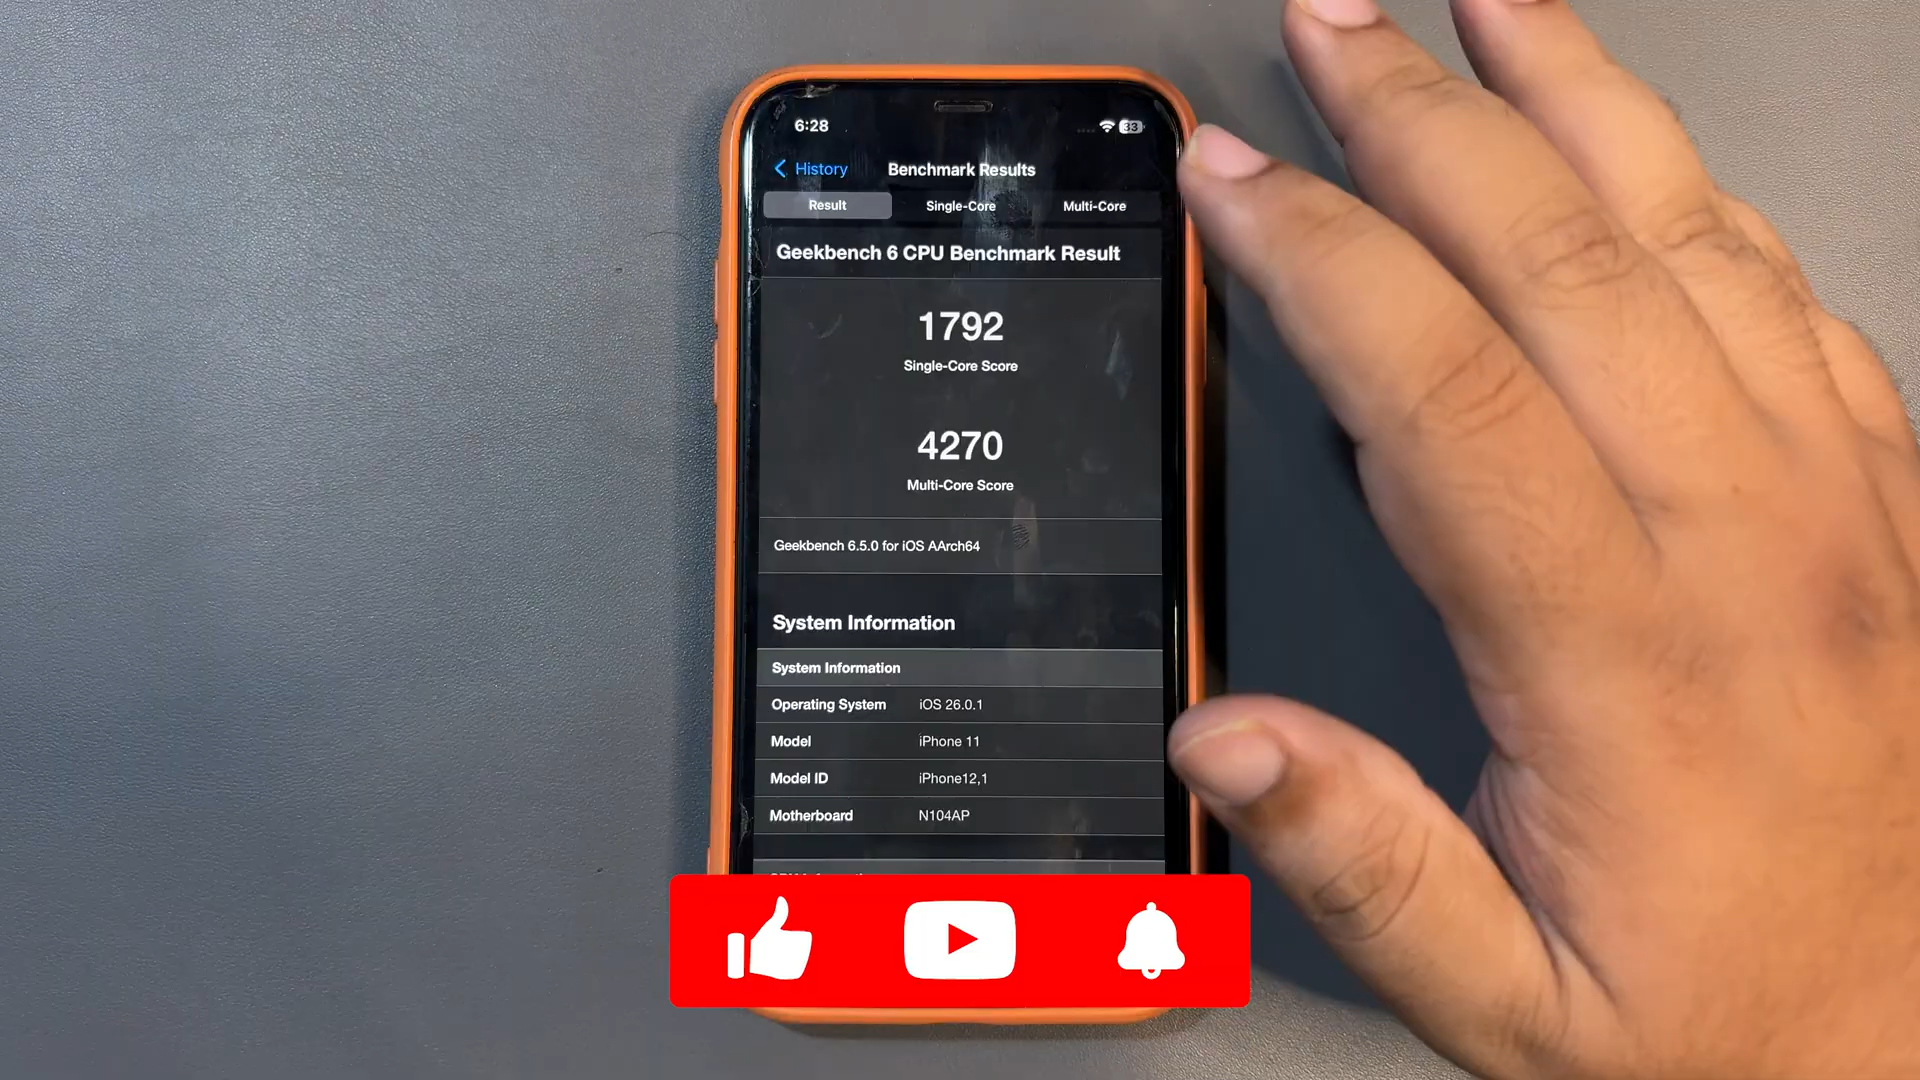 6:28
33
History
Benchmark Results
Result
Single-Core
Multi-Core
Geekbench 6 CPU Benchmark Result
1792
Single-Core Score
4270
Multi-Core Score
Geekbench 6.5.0 for iOS AArch64
System Information
System Information
Operating System iOS 26.0.1
Model iPhone 11
Model ID iPhone12,1
Motherboard N104AP